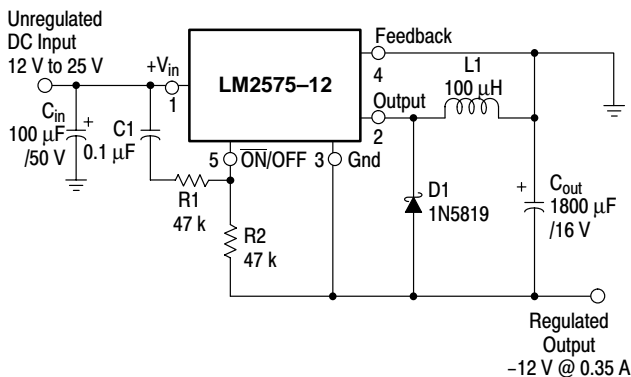 Unregulated
DC Input
12 V to 25 V
+Vin
1
LM2575–12
Feedback
4
Output
2
L1
100 µH
Cin
100 µF
/50 V
+
C1
0.1 µF
5
ON/OFF
3
Gnd
R1
47 k
R2
47 k
D1
1N5819
+
Cout
1800 µF
/16 V
Regulated
Output
–12 V @ 0.35 A